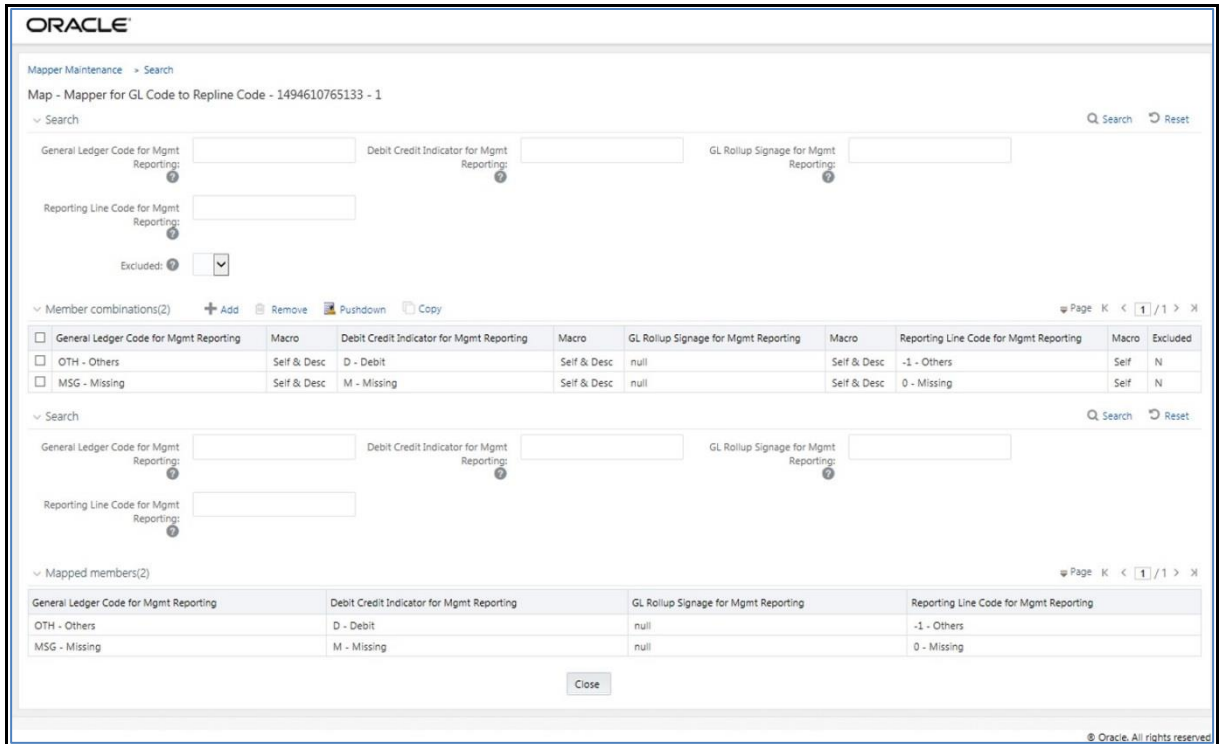 ORACLE
Mapper Maintenance » Search
Map - Mapper for GL Code to Repline Code - 1494610765133 - 1
Search Search Reset
General Ledger Code for Mgmt Debit Credit Indicator for Mgmt GL Rollup Signage for Mgmt
Reporting: Reporting: Reporting:
Reporting Line Code for Mgmt
Reporting:
Excluded:
Member combinations(2) Add Remove Pushdown Copy Page 1 / 1
General Ledger Code for Mgmt Reporting Macro Debit Credit Indicator for Mgmt Reporting Macro GL Rollup Signage for Mgmt Reporting Macro Reporting Line Code for Mgmt Reporting Macro Excluded
OTH - Others Self & Desc D - Debit Self & Desc null Self & Desc -1 - Others Self N
MSG - Missing Self & Desc M - Missing Self & Desc null Self & Desc 0 - Missing Self N
Search Search Reset
General Ledger Code for Mgmt Debit Credit Indicator for Mgmt GL Rollup Signage for Mgmt
Reporting: Reporting: Reporting:
Reporting Line Code for Mgmt
Reporting:
Mapped members(2) Page 1 / 1
General Ledger Code for Mgmt Reporting Debit Credit Indicator for Mgmt Reporting GL Rollup Signage for Mgmt Reporting Reporting Line Code for Mgmt Reporting
OTH - Others D - Debit null -1 - Others
MSG - Missing M - Missing null 0 - Missing
Close
© Oracle. All rights reserved